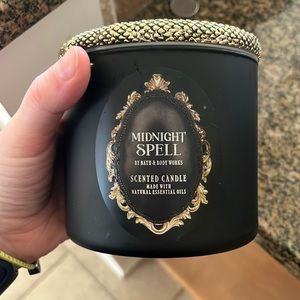 MIDNIGHT
SPELL
BY BATH & BODY WORKS
SCENTED CANDLE
MADE WITH
NATURAL ESSENTIAL OILS